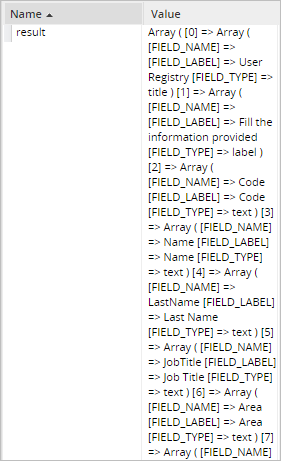 Name Value
result Array ( [0] => Array (
[FIELD_NAME] =>
[FIELD_LABEL] => User
Registry [FIELD_TYPE] =>
title ) [1] => Array (
[FIELD_NAME] =>
[FIELD_LABEL] => Fill the
information provided
[FIELD_TYPE] => label )
[2] => Array (
[FIELD_NAME] => Code
[FIELD_LABEL] => Code
[FIELD_TYPE] => text ) [3]
=> Array ( [FIELD_NAME]
=> Name [FIELD_LABEL]
=> Name [FIELD_TYPE]
=> text ) [4] => Array (
[FIELD_NAME] =>
LastName [FIELD_LABEL]
=> Last Name
[FIELD_TYPE] => text ) [5]
=> Array ( [FIELD_NAME]
=> JobTitle [FIELD_LABEL]
=> Job Title [FIELD_TYPE]
=> text ) [6] => Array (
[FIELD_NAME] => Area
[FIELD_LABEL] => Area
[FIELD_TYPE] => text ) [7]
=> Array ( [FIELD_NAME]